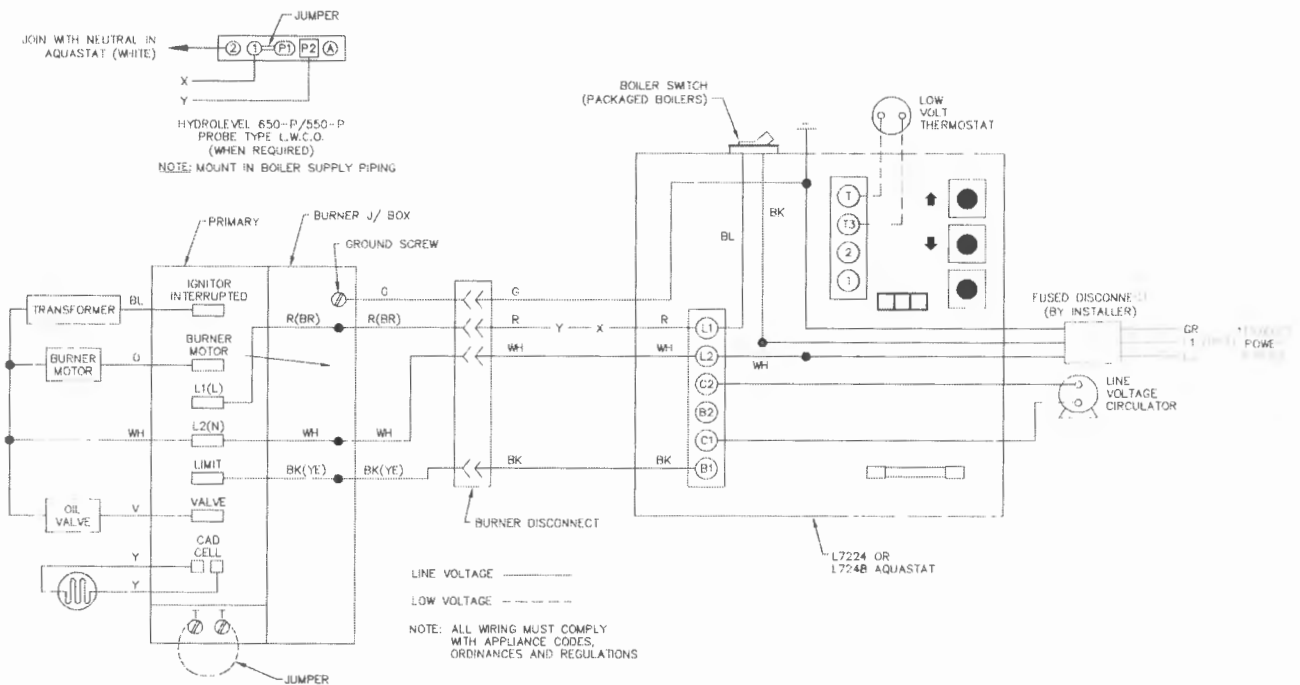 JUMPER
JOIN WITH NEUTRAL IN
AQUASTAT (WHITE)
2 1 P1 P2 A
X
Y
HYDROLEVEL 650-P/550-P
PROBE TYPE L.W.C.O.
(WHEN REQUIRED)
NOTE: MOUNT IN BOILER SUPPLY PIPING
BOILER SWITCH
(PACKAGED BOILERS)
LOW
VOLT
THERMOSTAT
PRIMARY
BURNER J/ BOX
GROUND SCREW
IGNITOR
INTERRUPTED
BL
TRANSFORMER
G
G
R(BR)
R(BR)
R
Y
X
R
BURNER
MOTOR
O
BURNER
MOTOR
WH
WH
L1(L)
L2(N)
WH
WH
WH
LIMIT
BK(YE)
BK(YE)
BK
BK
VALVE
V
OIL
VALVE
CAD
CELL
Y
Y
T T
JUMPER
BURNER DISCONNECT
BL
BK
T
T3
2
1
L1
L2
C2
B2
C1
B1
WH
FUSED DISCONNE
(BY INSTALLER)
GR
1
POWE
LINE
VOLTAGE
CIRCULATOR
L7224 OR
L7248 AQUASTAT
LINE VOLTAGE
LOW VOLTAGE
NOTE: ALL WIRING MUST COMPLY
WITH APPLIANCE CODES,
ORDINANCES AND REGULATIONS